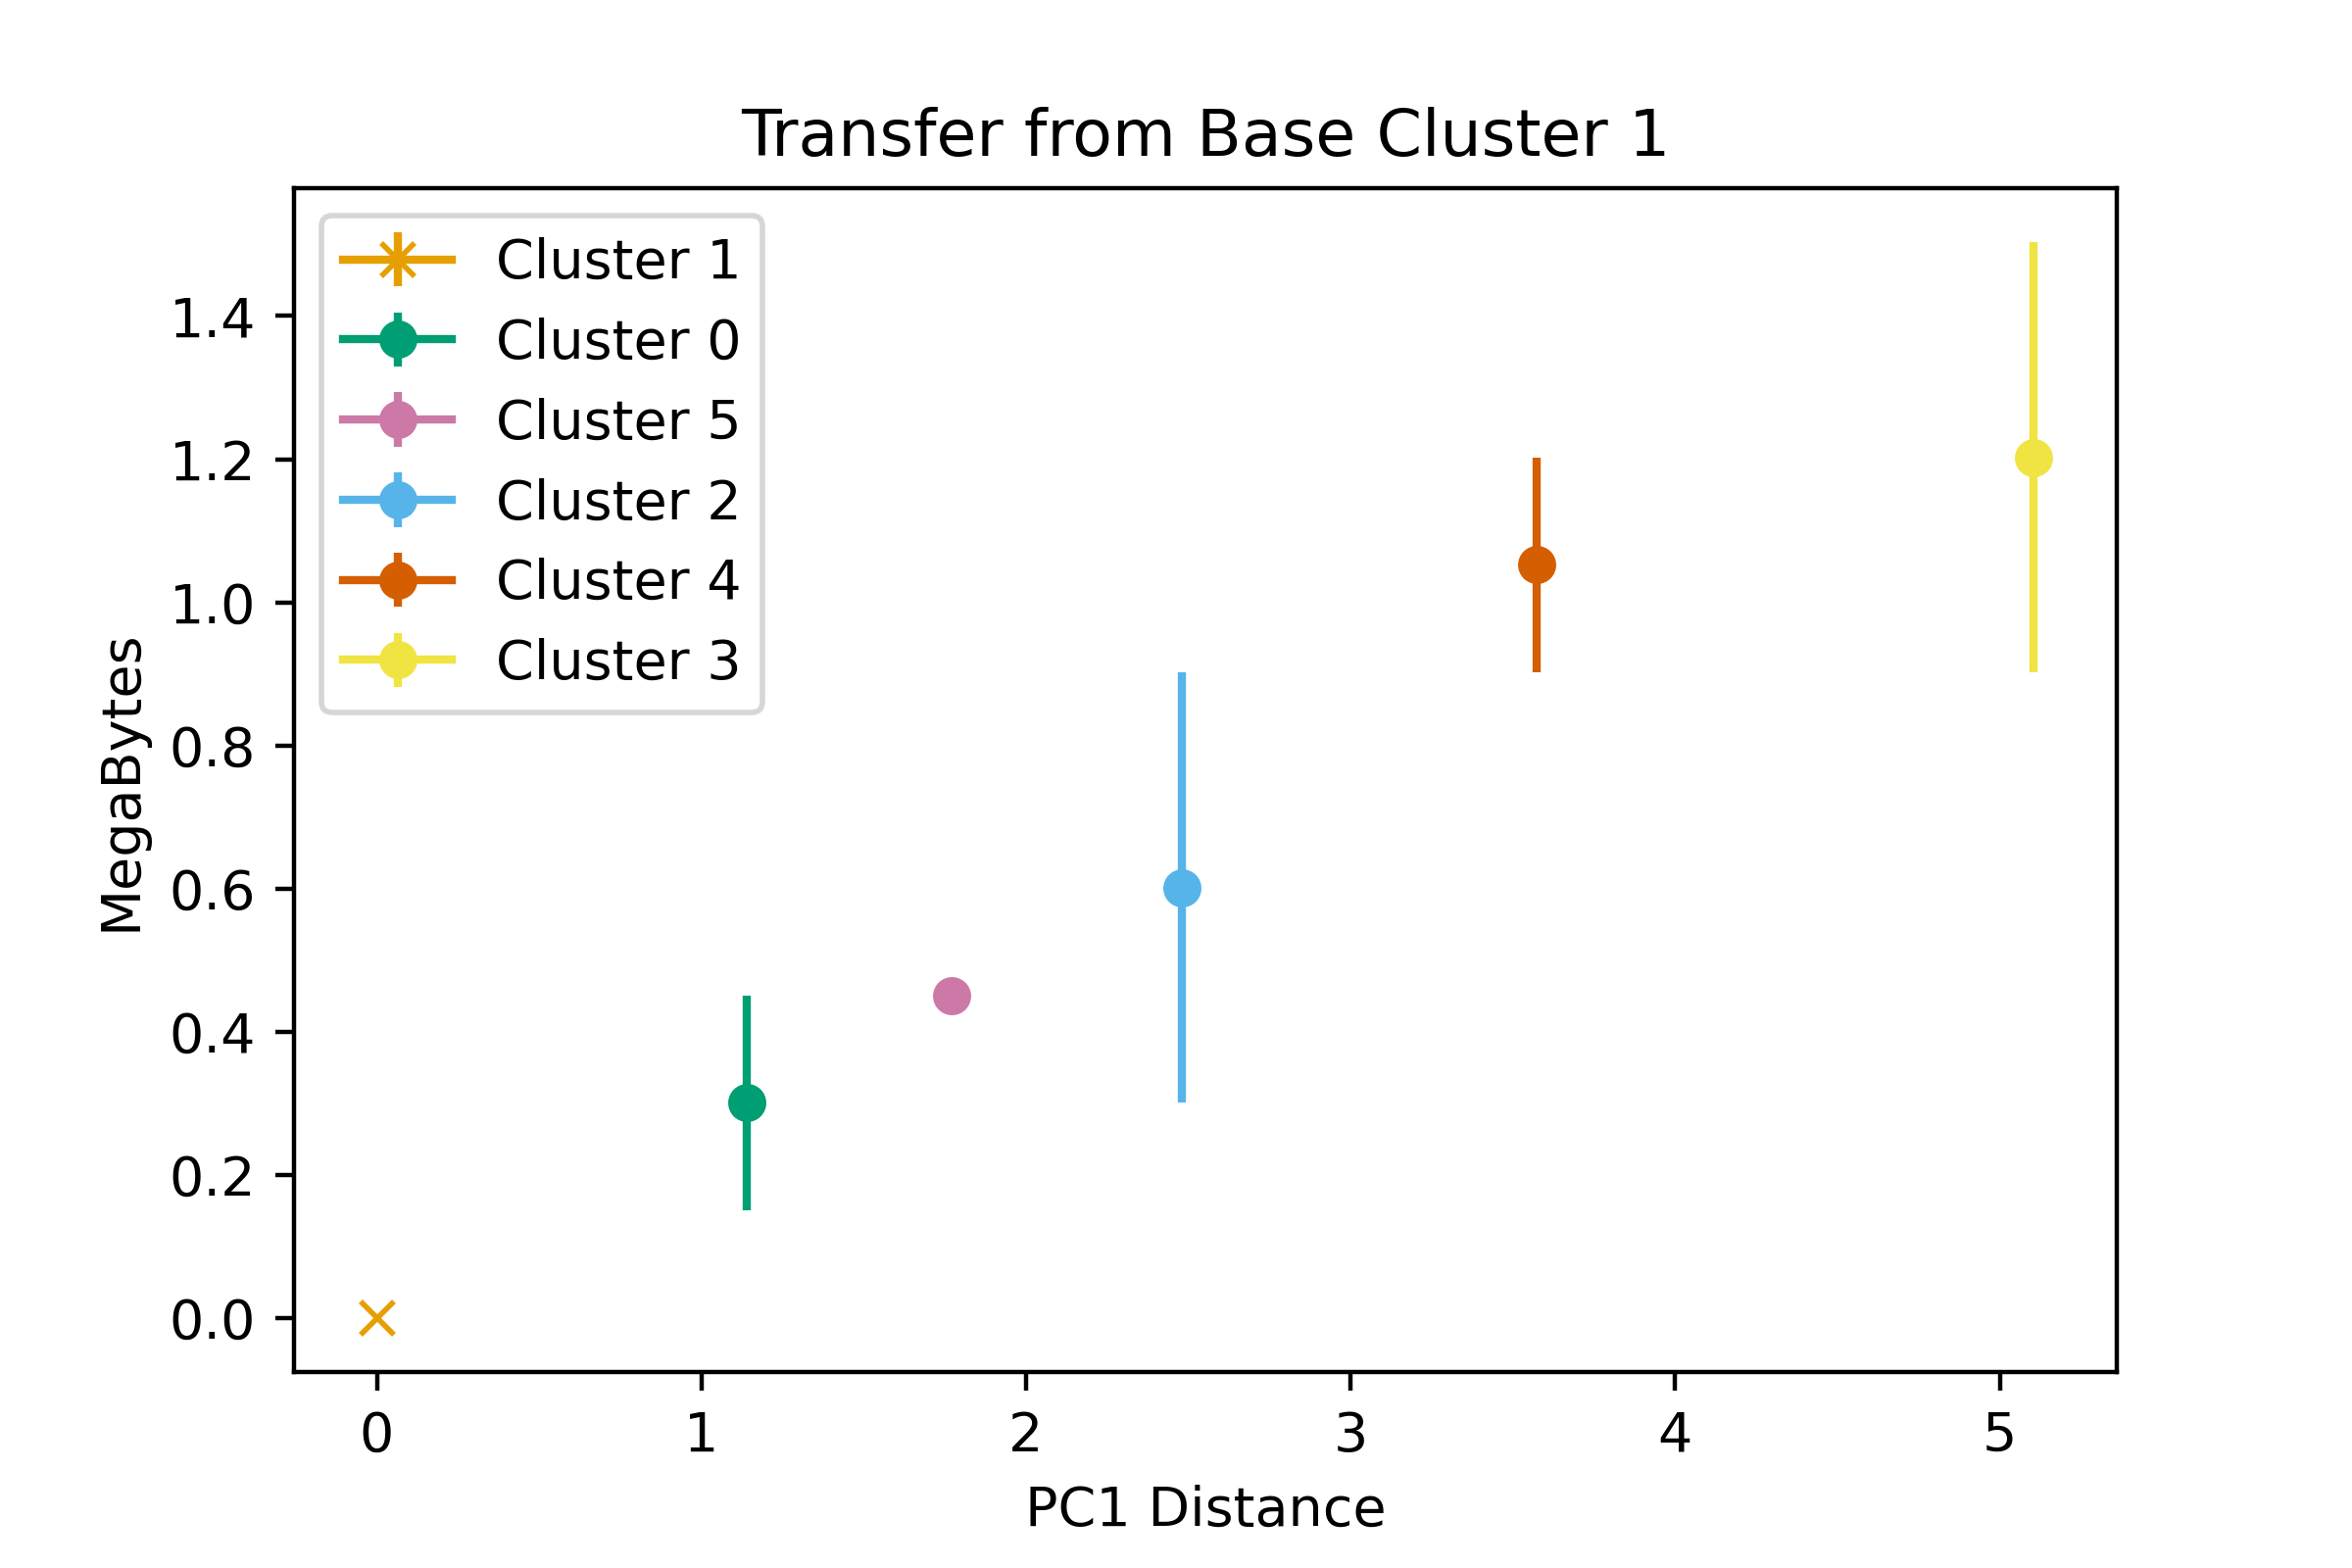 Transfer from Base Cluster 1
Cluster 1
Cluster 0
Cluster 5
Cluster 2
Cluster 4
Cluster 3
MegaBytes
1.4
1.2
1.0
0.8
0.6
0.4
0.2
0.0
0 1 2 3 4 5
PC1 Distance